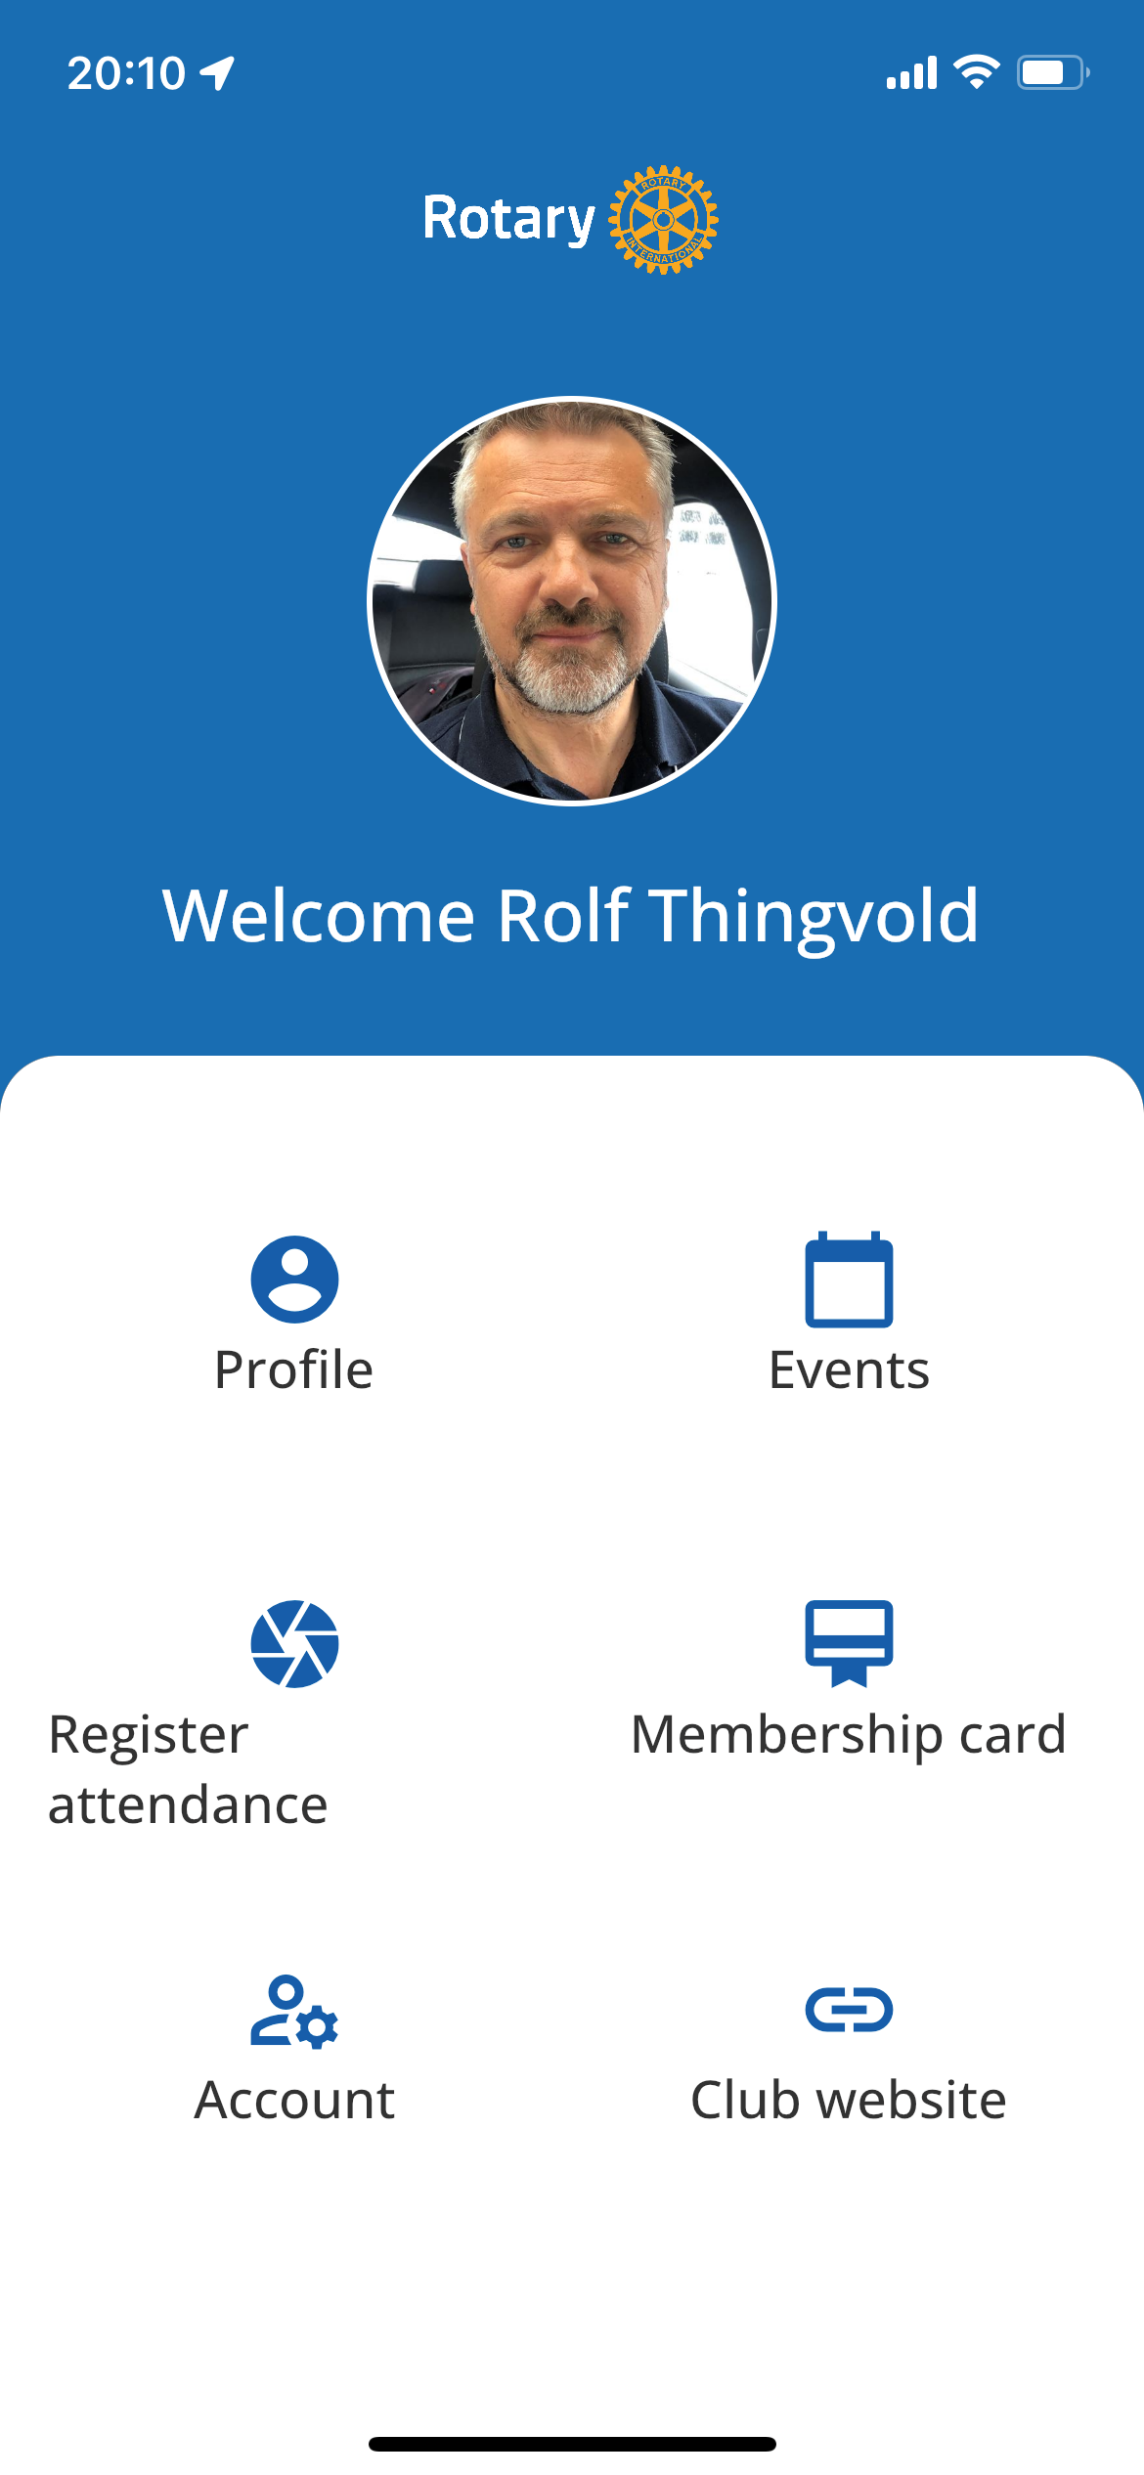 20:10
Rotary
ROTARY
INTERNATIONAL
Welcome Rolf Thingvold
Profile
Events
Register
attendance
Membership card
Account
Club website